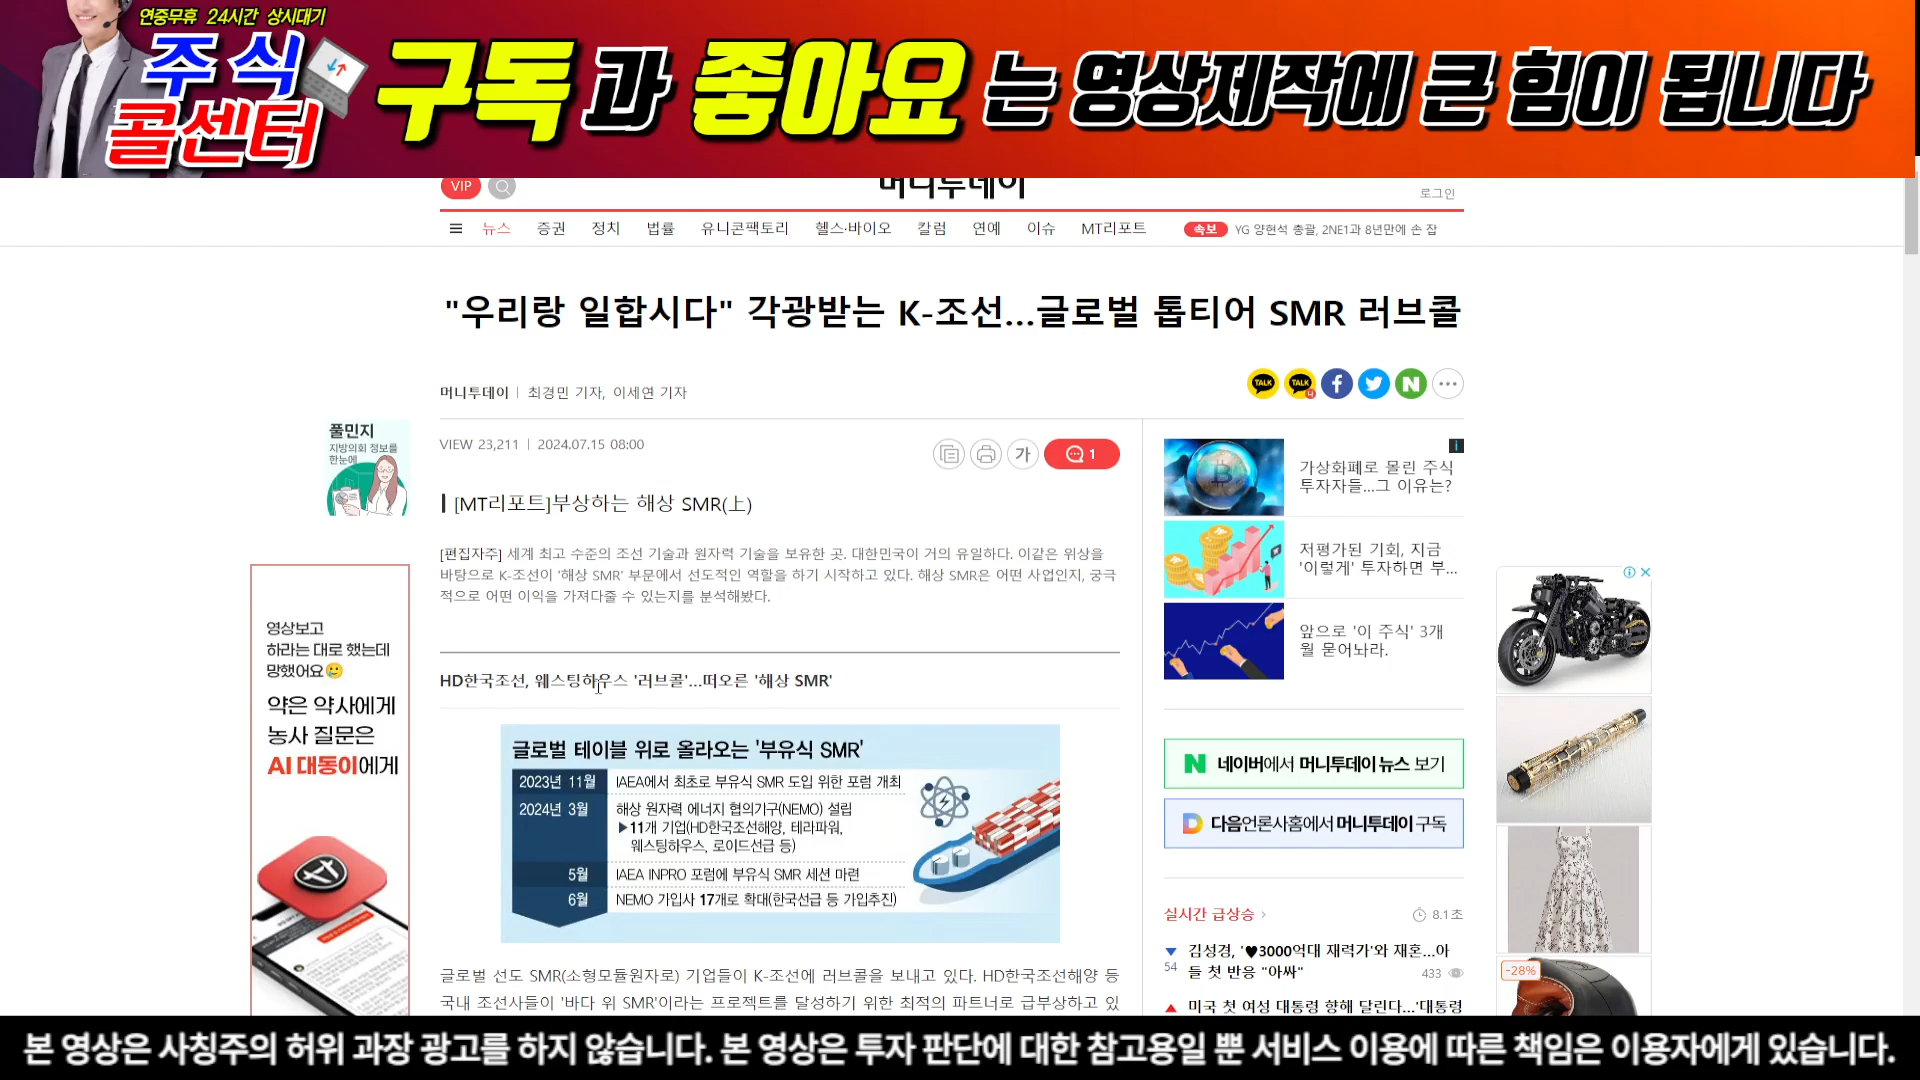 연중무휴 24시간 상시대기
주식
콜센터
구독과 좋아요는 영상제작에 큰 힘이 됩니다
VIP
머니투데이
로그인
뉴스 증권 정치 법률 유니콘팩토리 헬스·바이오 칼럼 연예 이슈 MT리포트 속보 YG 양현석 총괄, 2NE1과 8년만에 손 잡
"우리랑 일합시다" 각광받는 K-조선...글로벌 톱티어 SMR 러브콜
머니투데이 | 최경민 기자, 이세연 기자
TALK TALK
VIEW 23,211 | 2024.07.15 08:00
가 1
[MT리포트]부상하는 해상 SMR(上)
[편집자주] 세계 최고 수준의 조선 기술과 원자력 기술을 보유한 곳. 대한민국이 거의 유일하다. 이같은 위상을
바탕으로 K-조선이 '해상 SMR' 부문에서 선도적인 역할을 하기 시작하고 있다. 해상 SMR은 어떤 사업인지, 궁극
적으로 어떤 이익을 가져다줄 수 있는지를 분석해봤다.
HD한국조선, 웨스팅하우스 '러브콜'...떠오른 '해상 SMR'
글로벌 테이블 위로 올라오는 '부유식 SMR'
2023년 11월 IAEA에서 최초로 부유식 SMR 도입 위한 포럼 개최
2024년 3월 해상 원자력 에너지 협의기구(NEMO) 설립
▶11개 기업(HD한국조선해양, 테라파워,
웨스팅하우스, 로이드선급 등)
5월 IAEA INPRO 포럼에 부유식 SMR 세션 마련
6월 NEMO 가입사 17개로 확대(한국선급 등 가입추진)
글로벌 선도 SMR(소형모듈원자로) 기업들이 K-조선에 러브콜을 보내고 있다. HD한국조선해양 등
국내 조선사들이 '바다 위 SMR'이라는 프로젝트를 달성하기 위한 최적의 파트너로 급부상하고 있
풀민지
지방의회 정보를
한눈에
영상보고
하라는 대로 했는데
망했어요🥲
약은 약사에게
농사 질문은
AI 대동이에게
가상화폐로 몰린 주식
투자자들...그 이유는?
저평가된 기회, 지금
'이렇게' 투자하면 부...
앞으로 '이 주식' 3개
월 묻어놔라.
N 네이버에서 머니투데이 뉴스 보기
다음언론사홈에서 머니투데이 구독
실시간 급상승 > 8.1초
▼ 김성경, '♥3000억대 재력가'와 재혼...아
54 들 첫 반응 "아싸" 433
▲ 미국 첫 여성 대통령 향해 달린다...'대통령
-28%
본 영상은 사칭주의 허위 과장 광고를 하지 않습니다. 본 영상은 투자 판단에 대한 참고용일 뿐 서비스 이용에 따른 책임은 이용자에게 있습니다.